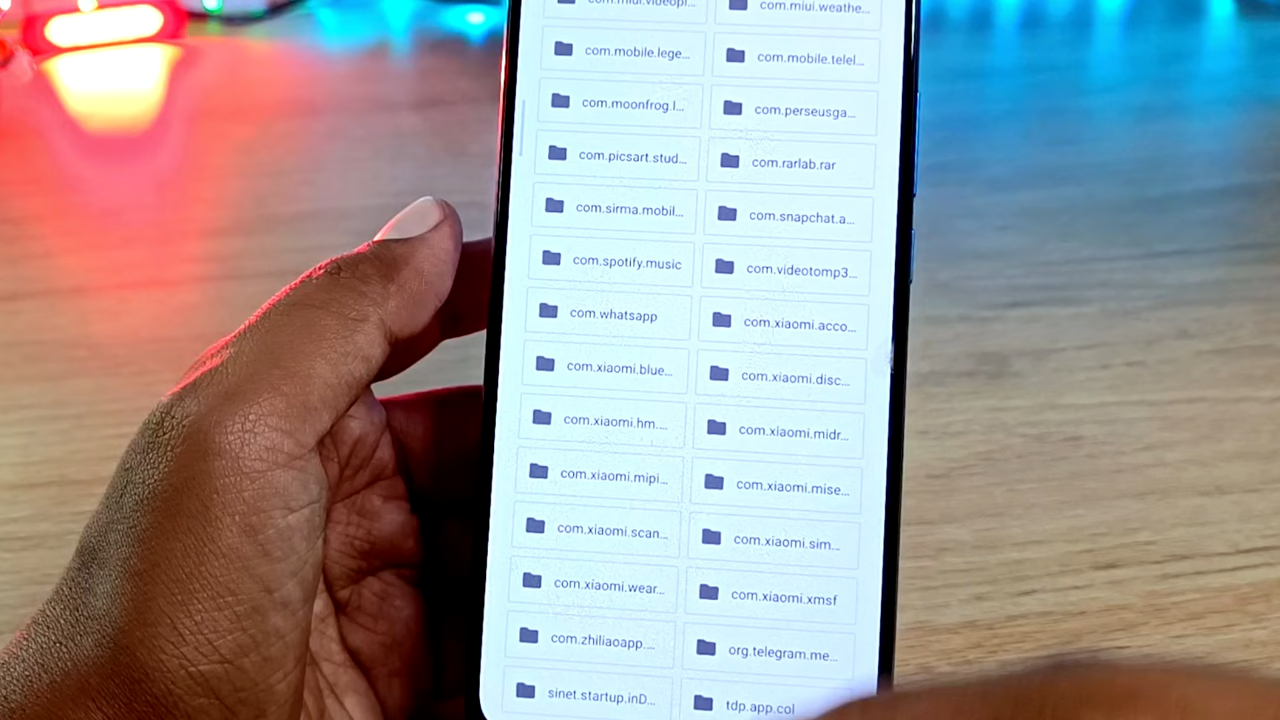 com.miui.videopl...
com.miui.weathe...
com.mobile.lege...
com.mobile.telel...
com.moonfrog.l...
com.perseusga...
com.picsart.stud...
com.rarlab.rar
com.sirma.mobil...
com.snapchat.a...
com.spotify.music
com.videotomp3...
com.whatsapp
com.xiaomi.acco...
com.xiaomi.blue...
com.xiaomi.disc...
com.xiaomi.hm....
com.xiaomi.midr...
com.xiaomi.mipi...
com.xiaomi.mise...
com.xiaomi.scan...
com.xiaomi.sim...
com.xiaomi.wear...
com.xiaomi.xmsf
com.zhiliaoapp....
org.telegram.me...
sinet.startup.inD...
tdp.app.col